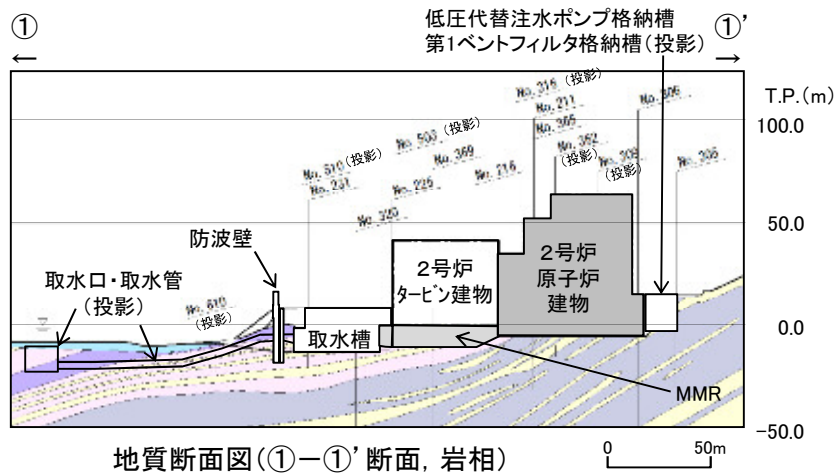 ①
①’
低圧代替注水ポンプ格納槽
第1ベントフィルタ格納槽(投影)
T.P.(m)
No. 316 (投影)
No. 211
No. 306
No. 365
100.0
No. 503 (投影)
No. 352
(投影)
No. 510 (投影)
No. 369
No. 309
(投影)
No. 231
No. 226
No. 216
No. 320
50.0
防波壁
2号炉
タービン建物
2号炉
原子炉
建物
取水口・取水管
(投影)
(投影)
取水槽
0.0
MMR
-50.0
地質断面図(①-①’断面, 岩相)
0
50m